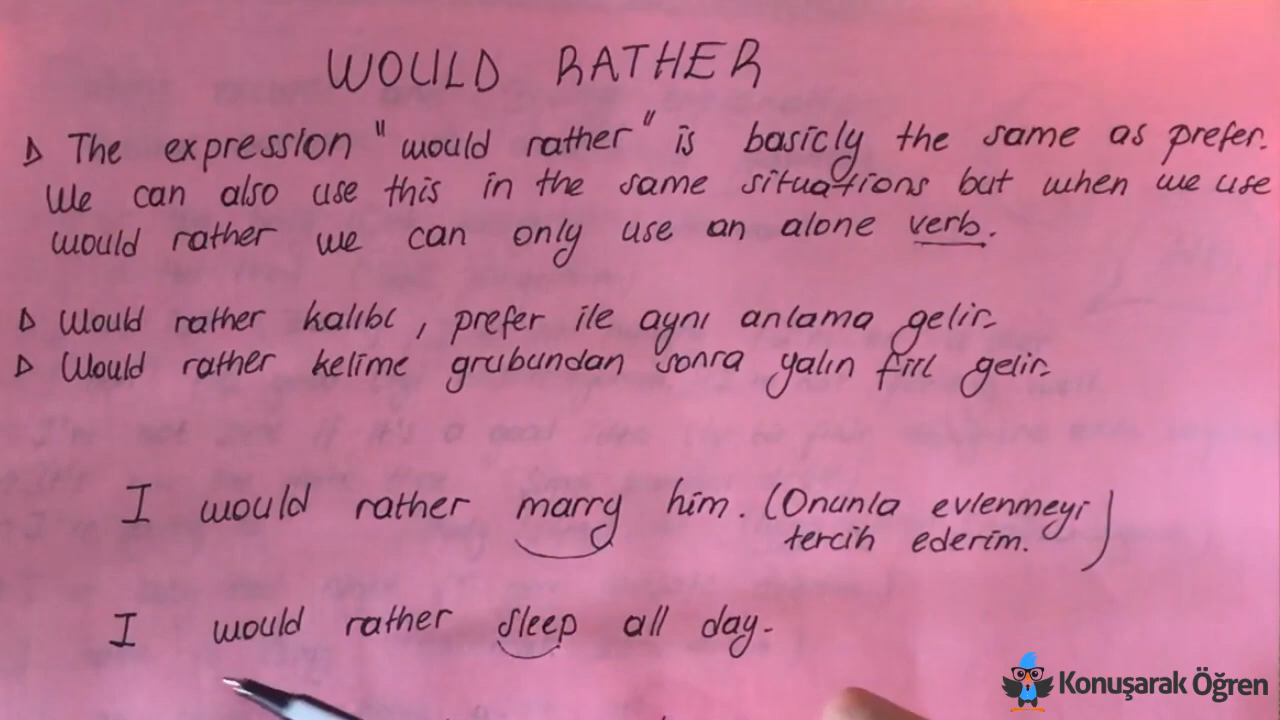 WOULD RATHER
The expression "would rather" is basicly the same as prefer.
We can also use this in the same situations but when we use
would rather we can only use an alone verb.
Would rather kalıbı, prefer ile aynı anlama gelir.
Would rather kelime grubundan sonra yalın fiil gelir.
I would rather marry him. (Onunla evlenmeyi
tercih ederim.)
I would rather sleep all day.
Konuşarak Öğren